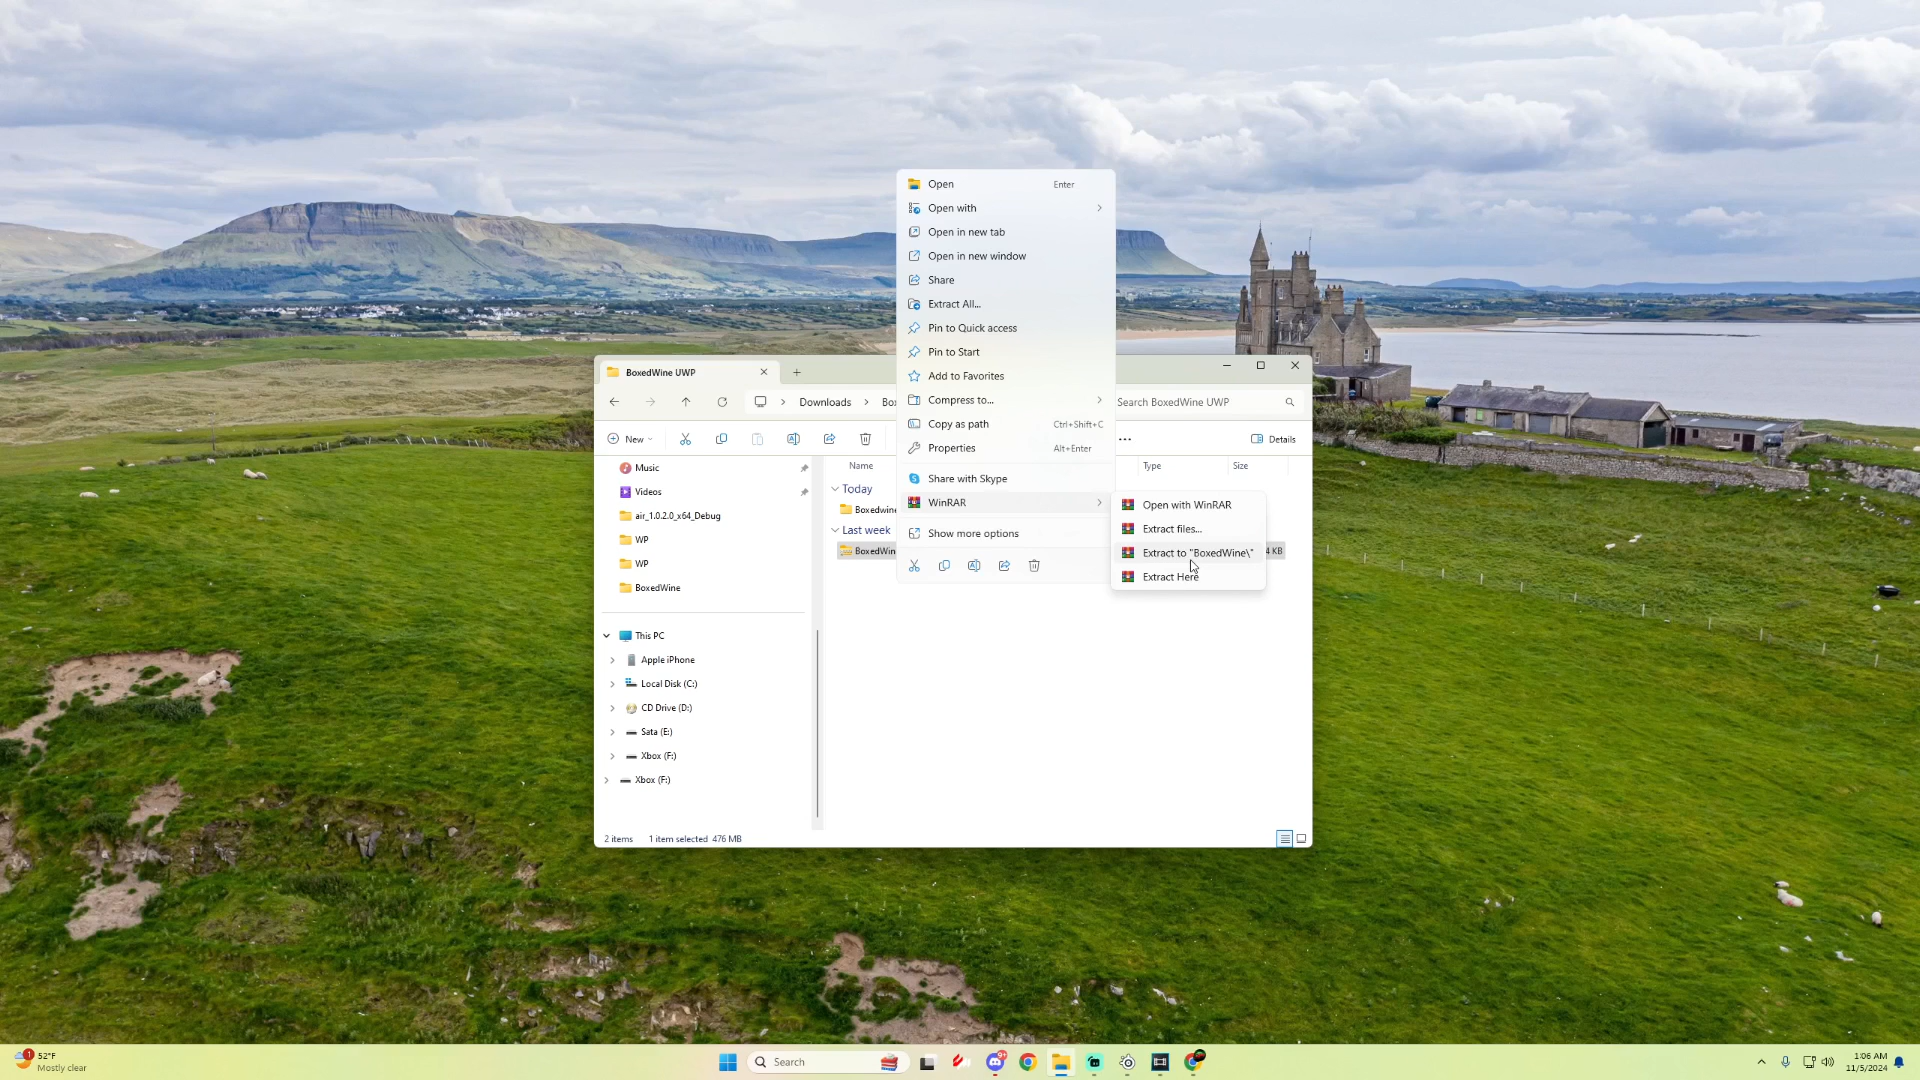 Open Enter
Open with
Open in new tab
Open in new window
Share
Extract All...
Pin to Quick access
Pin to Start
Add to Favorites
Compress to...
Copy as path Ctrl+Shift+C
Properties Alt+Enter
Share with Skype
WinRAR
Show more options
Open with WinRAR
Extract files...
Extract to "BoxedWine\"
Extract Here
BoxedWine UWP
Downloads
Search BoxedWine UWP
New
Details
Music
Videos
air_1.0.2.0_x64_Debug
WP
WP
BoxedWine
This PC
Apple iPhone
Local Disk (C:)
CD Drive (D:)
Sata (E:)
Xbox (F:)
Xbox (F:)
Name Type Size
Today
Boxedwine
Last week
4 KB
2 items 1 item selected 476 MB
1
52°F
Mostly clear
Search
9+
1:06 AM
11/5/2024